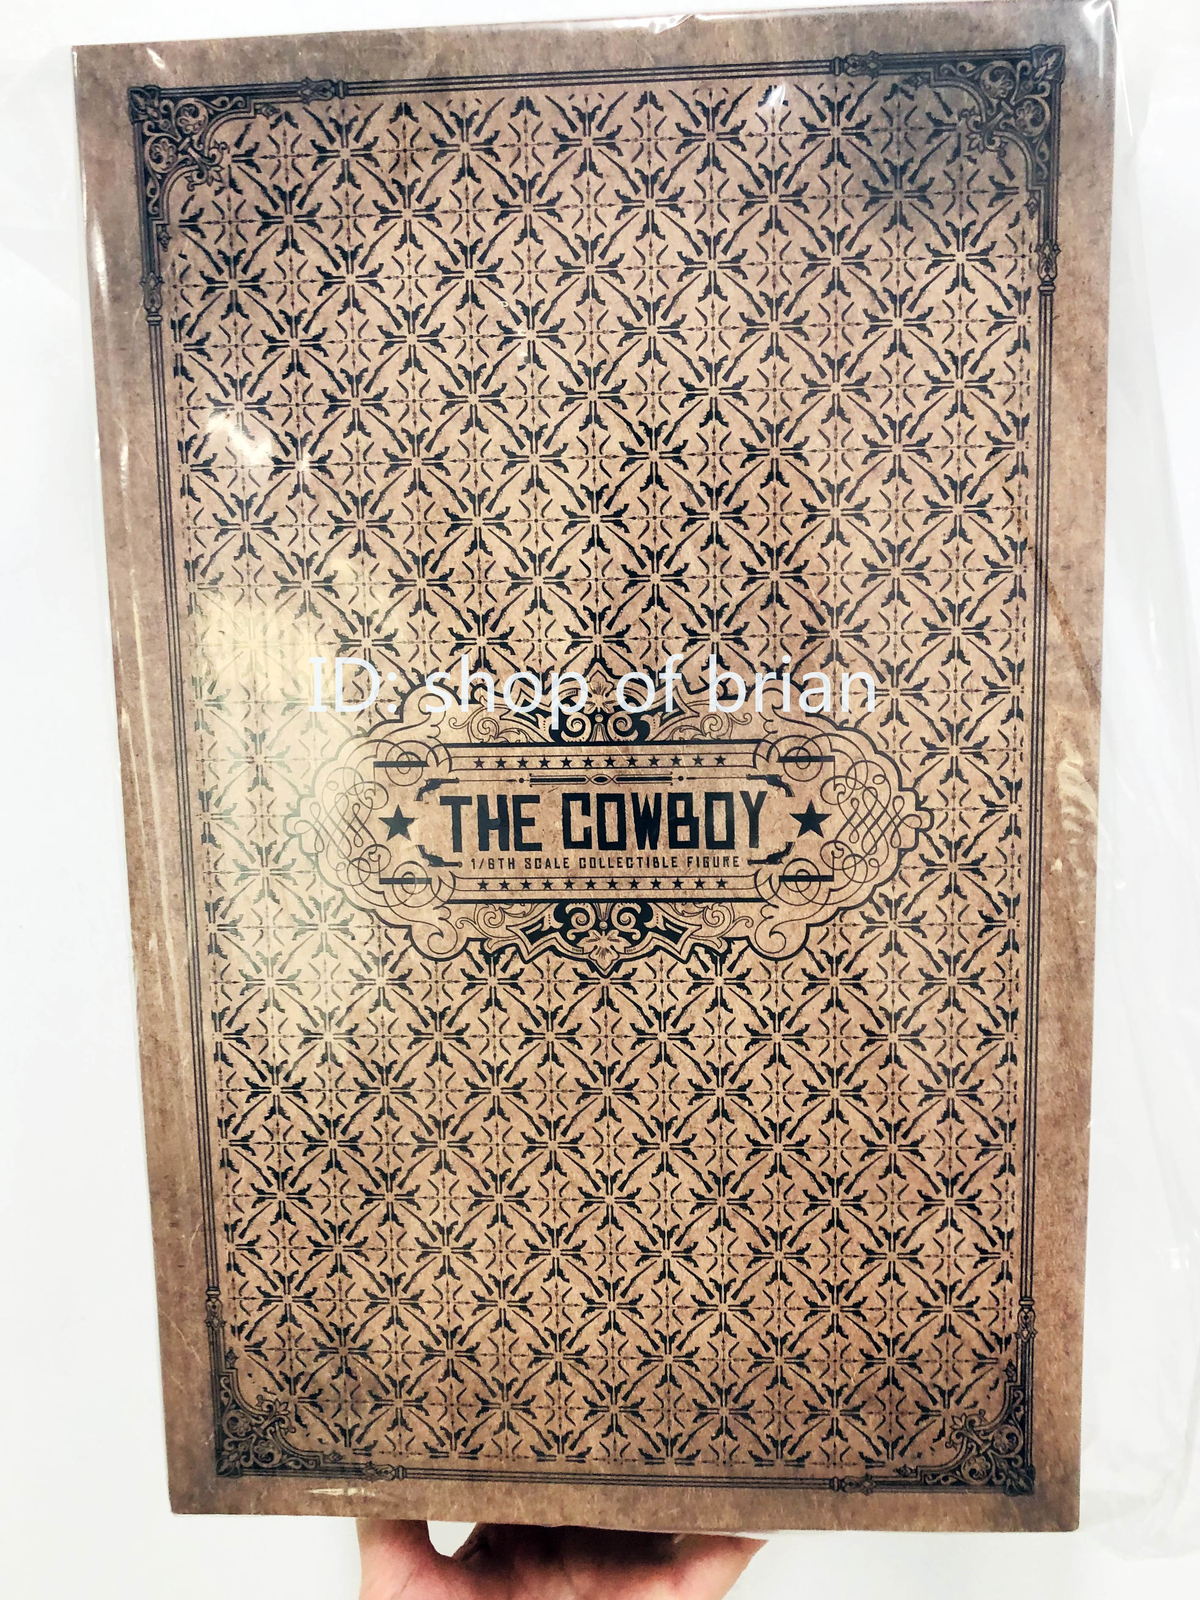 ID: shop of brian
THE COWBOY
1/6TH SCALE COLLECTIBLE FIGURE